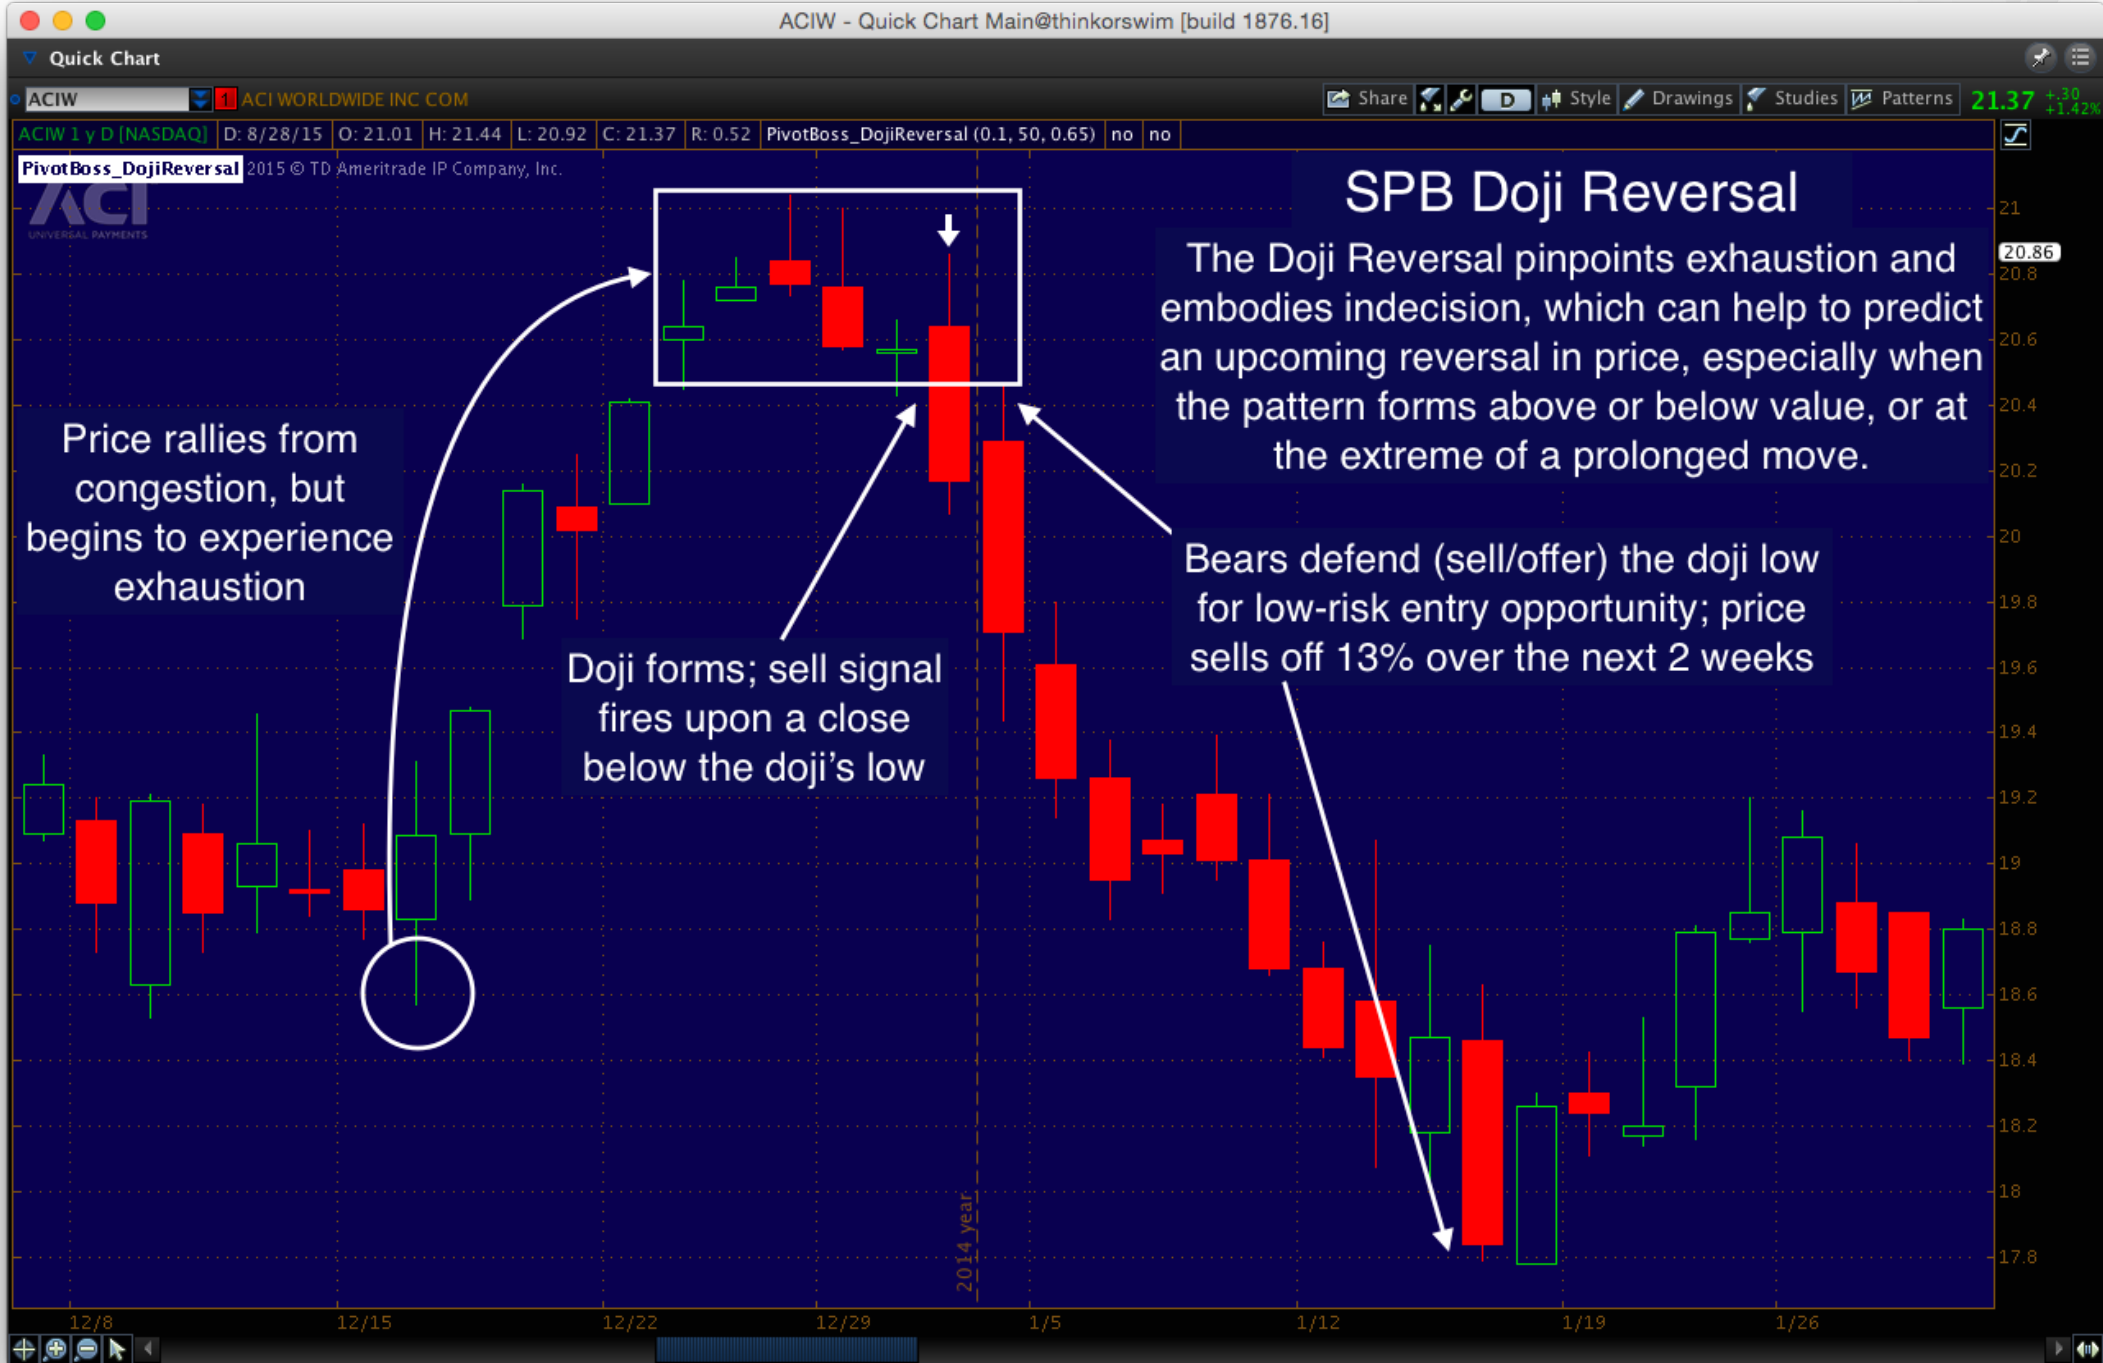 ACIW - Quick Chart Main@thinkorswim [build 1876.16]
Quick Chart
ACIW 1 ACI WORLDWIDE INC COM Share D Style Drawings Studies Patterns 21.37 +.30 +1.42%
ACIW 1 y D [NASDAQ] D: 8/28/15 O: 21.01 H: 21.44 L: 20.92 C: 21.37 R: 0.52 PivotBoss_DojiReversal (0.1, 50, 0.65) no no
PivotBoss_DojiReversal 2015 © TD Ameritrade IP Company, Inc.
ACI
UNIVERSAL PAYMENTS
SPB Doji Reversal
The Doji Reversal pinpoints exhaustion and
embodies indecision, which can help to predict
an upcoming reversal in price, especially when
the pattern forms above or below value, or at
the extreme of a prolonged move.
Price rallies from
congestion, but
begins to experience
exhaustion
Doji forms; sell signal
fires upon a close
below the doji's low
Bears defend (sell/offer) the doji low
for low-risk entry opportunity; price
sells off 13% over the next 2 weeks
21
20.86
20.8
20.6
20.4
20.2
20
19.8
19.6
19.4
19.2
19
18.8
18.6
18.4
18.2
18
17.8
2014 year
12/8 12/15 12/22 12/29 1/5 1/12 1/19 1/26